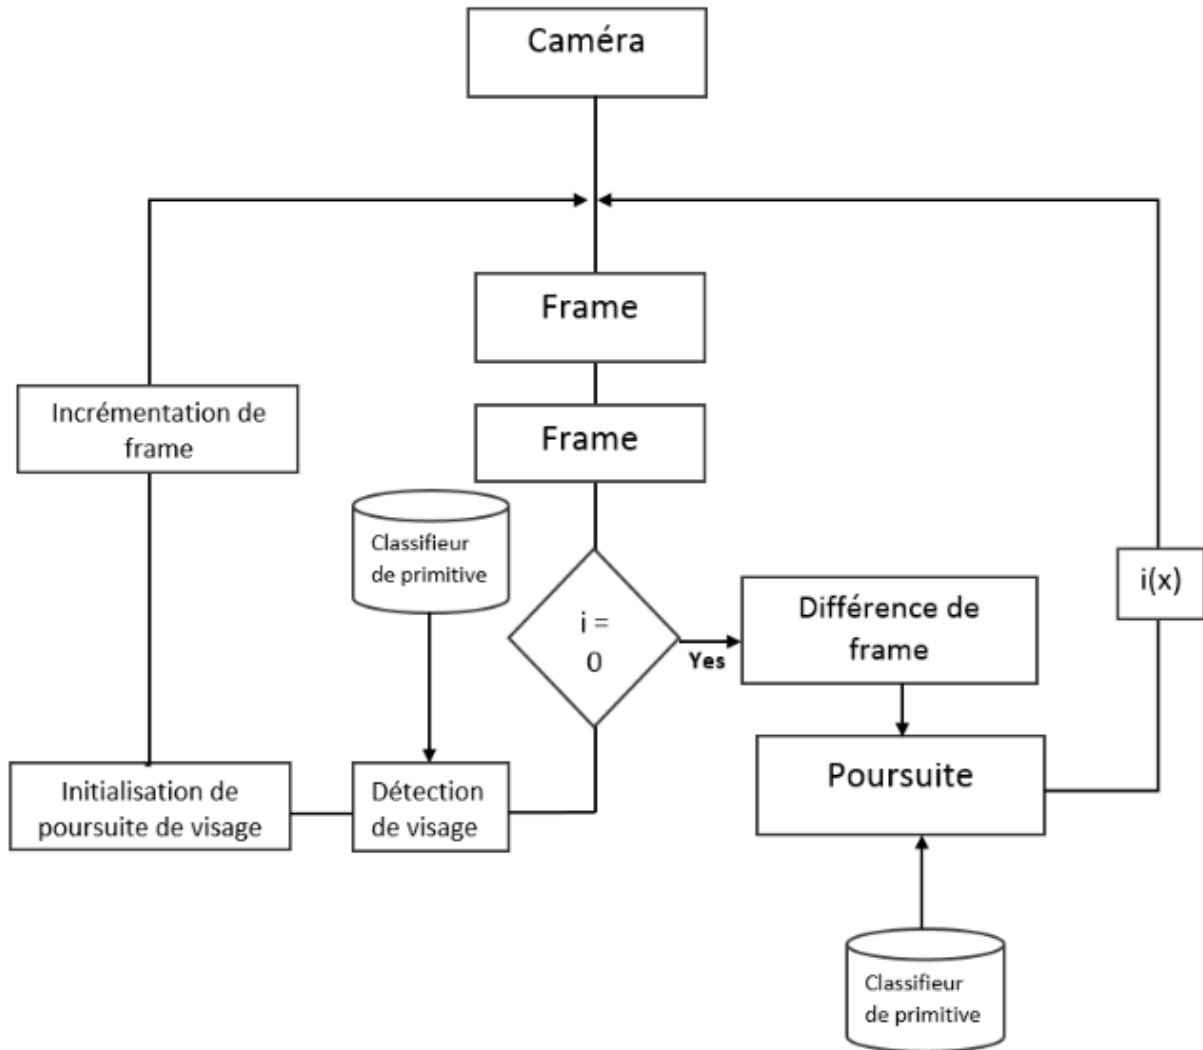 Caméra
Frame
Incrémentation de
frame
Frame
Classifieur
de primitive
i =
0
Yes
Différence de
frame
i(x)
Initialisation de
poursuite de visage
Détection
de visage
Poursuite
Classifieur
de primitive